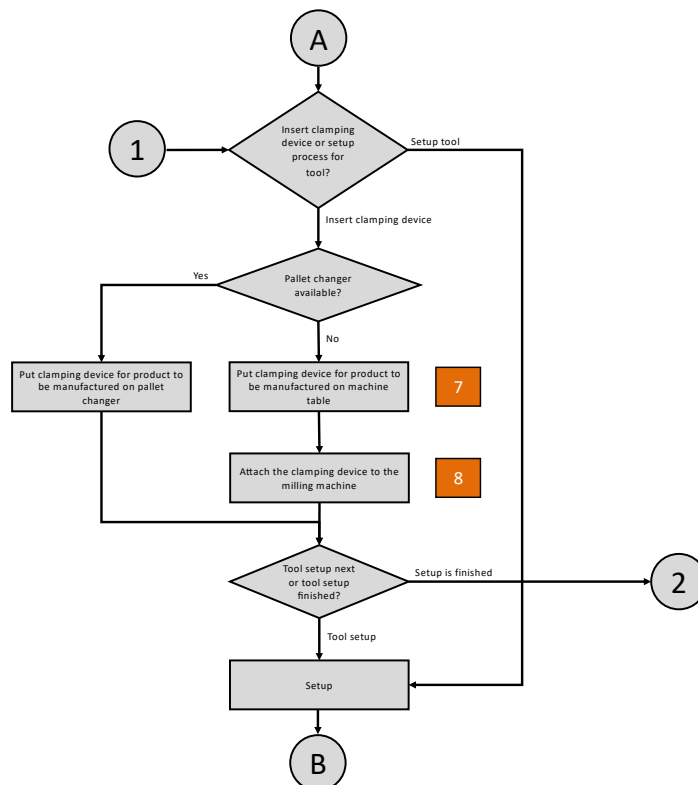 A
1
Insert clamping
device or setup
process for
tool?
Setup tool
Insert clamping device
Yes
Pallet changer
available?
No
Put clamping device for product to
be manufactured on pallet
changer
Put clamping device for product to
be manufactured on machine
table
7
Attach the clamping device to the
milling machine
8
Tool setup next
or tool setup
finished?
Setup is finished
2
Tool setup
Setup
B